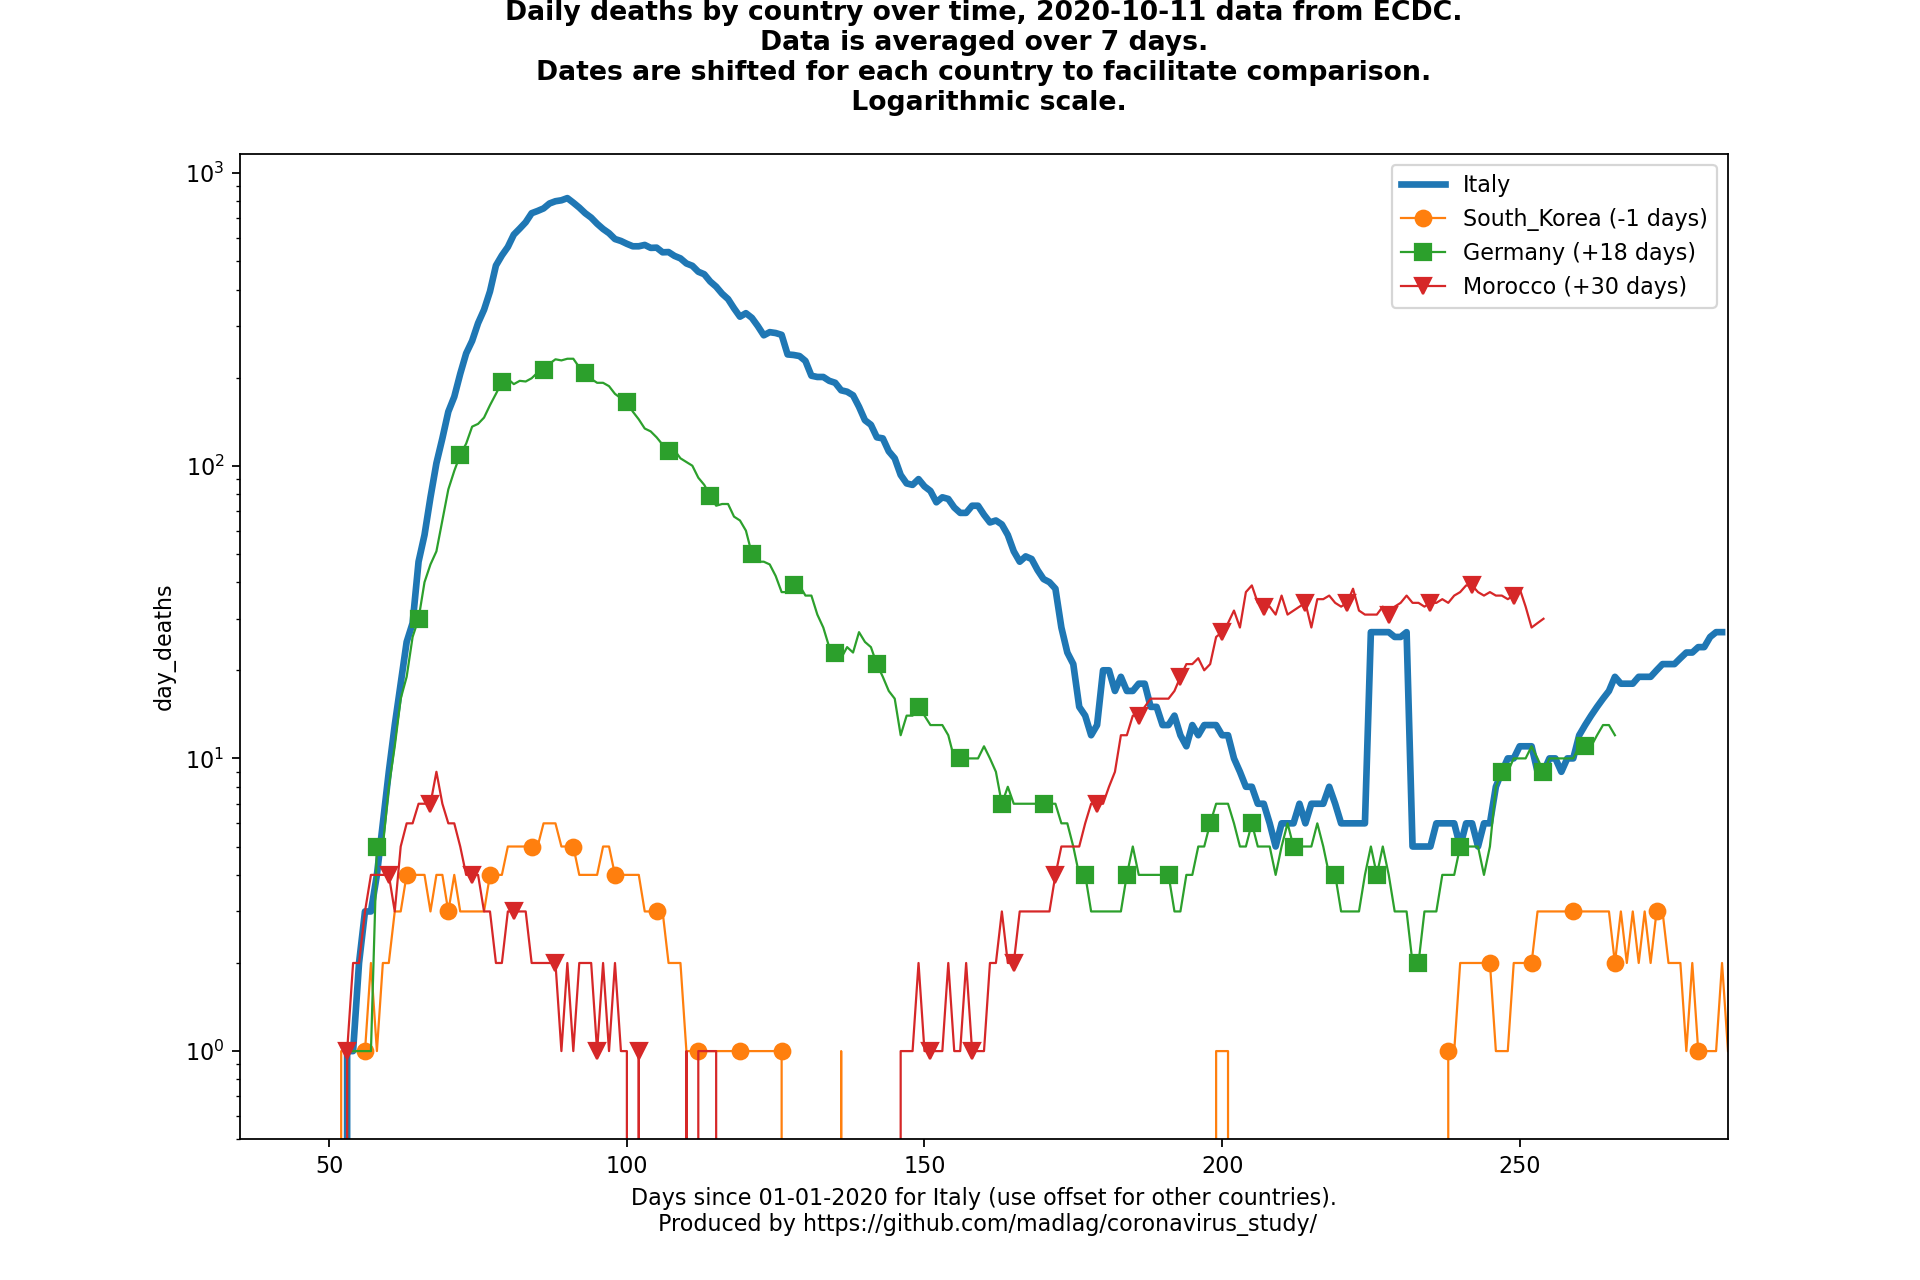 Daily deaths by country over time, 2020-10-11 data from ECDC.
Data is averaged over 7 days.
Dates are shifted for each country to facilitate comparison.
Logarithmic scale.
10³
10²
10¹
10⁰
day_deaths
Italy
South_Korea (-1 days)
Germany (+18 days)
Morocco (+30 days)
50 100 150 200 250
Days since 01-01-2020 for Italy (use offset for other countries).
Produced by https://github.com/madlag/coronavirus_study/